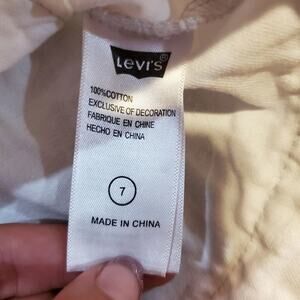 Levi's®
100%COTTON
EXCLUSIVE OF DECORATION
FABRIQUE EN CHINE
HECHO EN CHINA
7
MADE IN CHINA